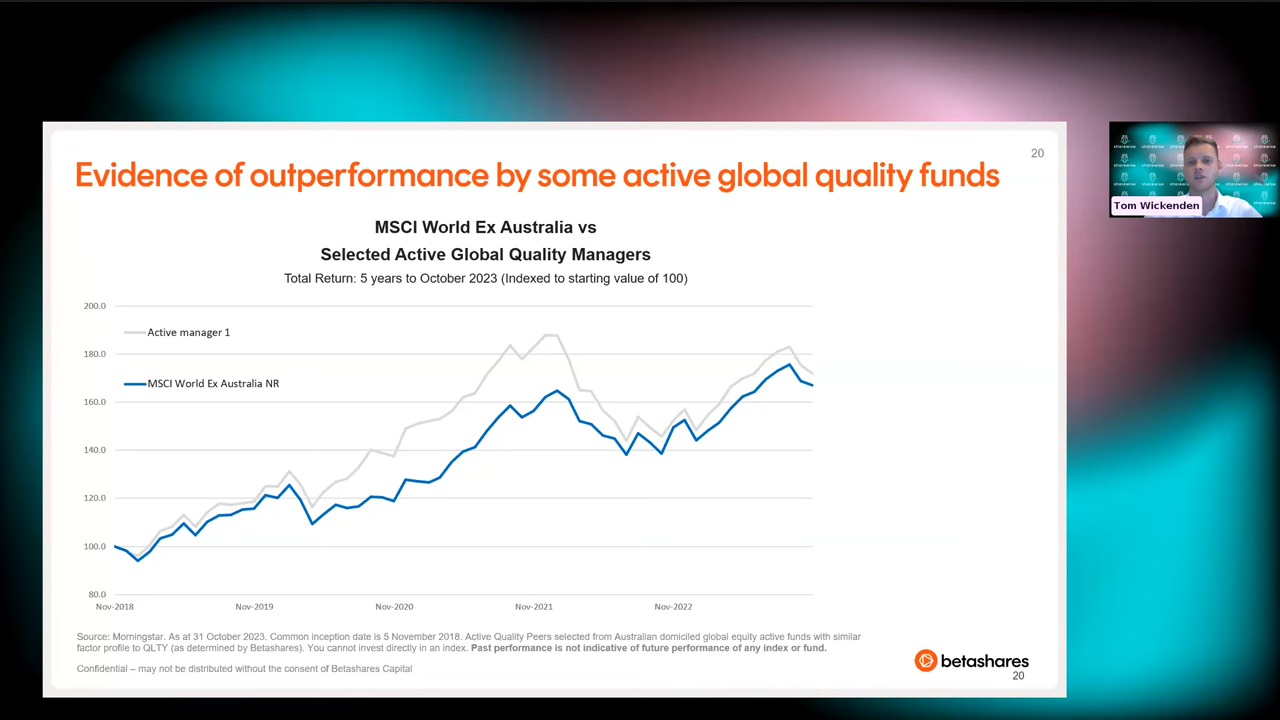 20
Evidence of outperformance by some active global quality funds
MSCI World Ex Australia vs
Selected Active Global Quality Managers
Total Return: 5 years to October 2023 (Indexed to starting value of 100)
200.0
Active manager 1
180.0
MSCI World Ex Australia NR
160.0
140.0
120.0
100.0
80.0
Nov-2018
Nov-2019
Nov-2020
Nov-2021
Nov-2022
Source: Morningstar. As at 31 October 2023. Common inception date is 5 November 2018. Active Quality Peers selected from Australian domiciled global equity active funds with similar
factor profile to QLTY (as determined by Betashares). You cannot invest directly in an index. Past performance is not indicative of future performance of any index or fund.
Confidential – may not be distributed without the consent of Betashares Capital
betashares
20
Tom Wickenden